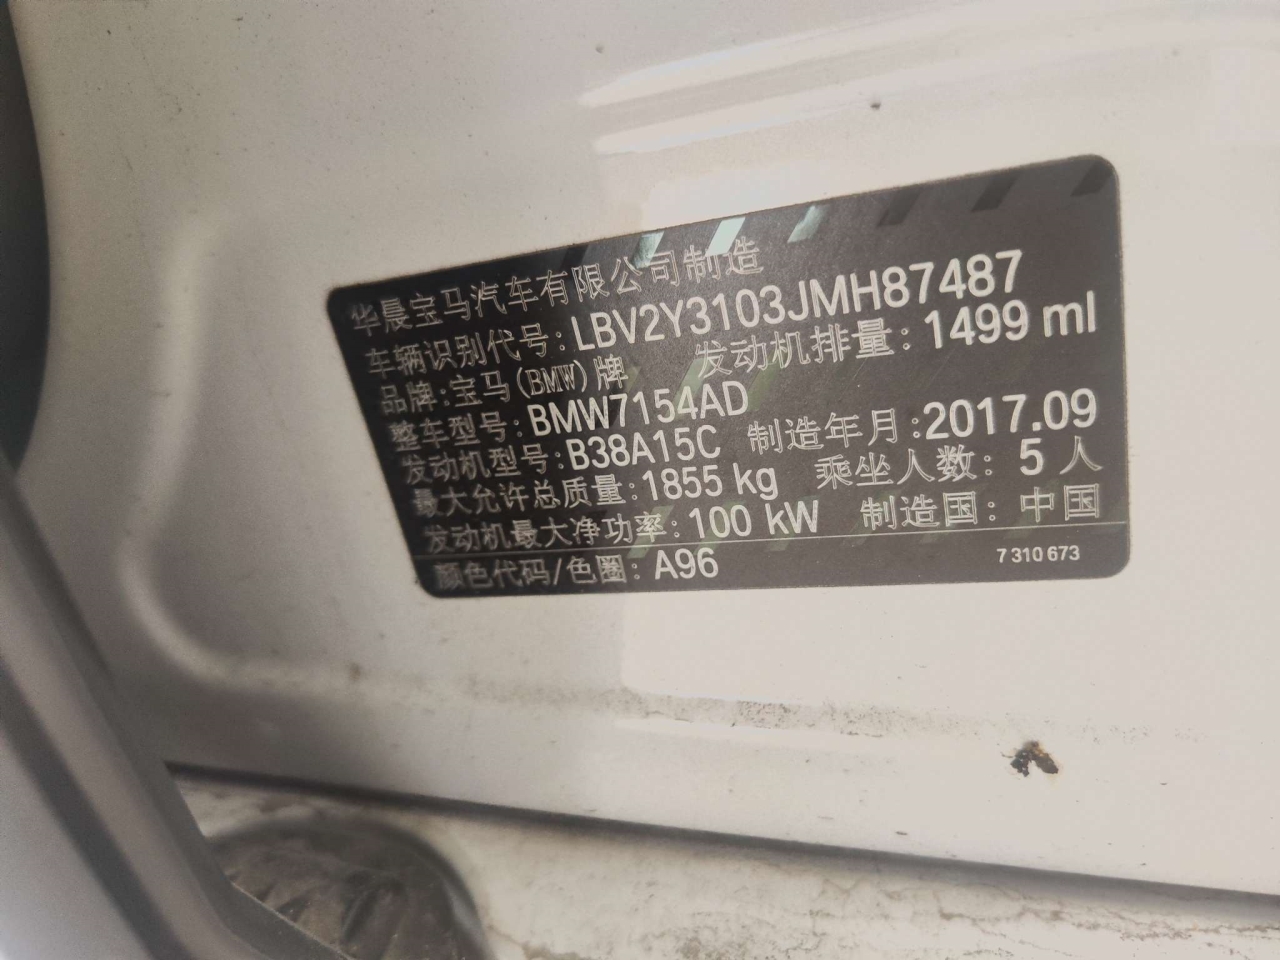 华晨宝马汽车有限公司制造
车辆识别代号: LBV2Y3103JMH87487
品牌:宝马(BMW)牌 发动机排量: 1499 ml
整车型号: BMW7154AD
发动机型号: B38A15C 制造年月:2017.09
最大允许总质量:1855 kg 乘坐人数: 5 人
发动机最大净功率: 100 kW 制造国: 中国
颜色代码/色圈: A96 7 310 673